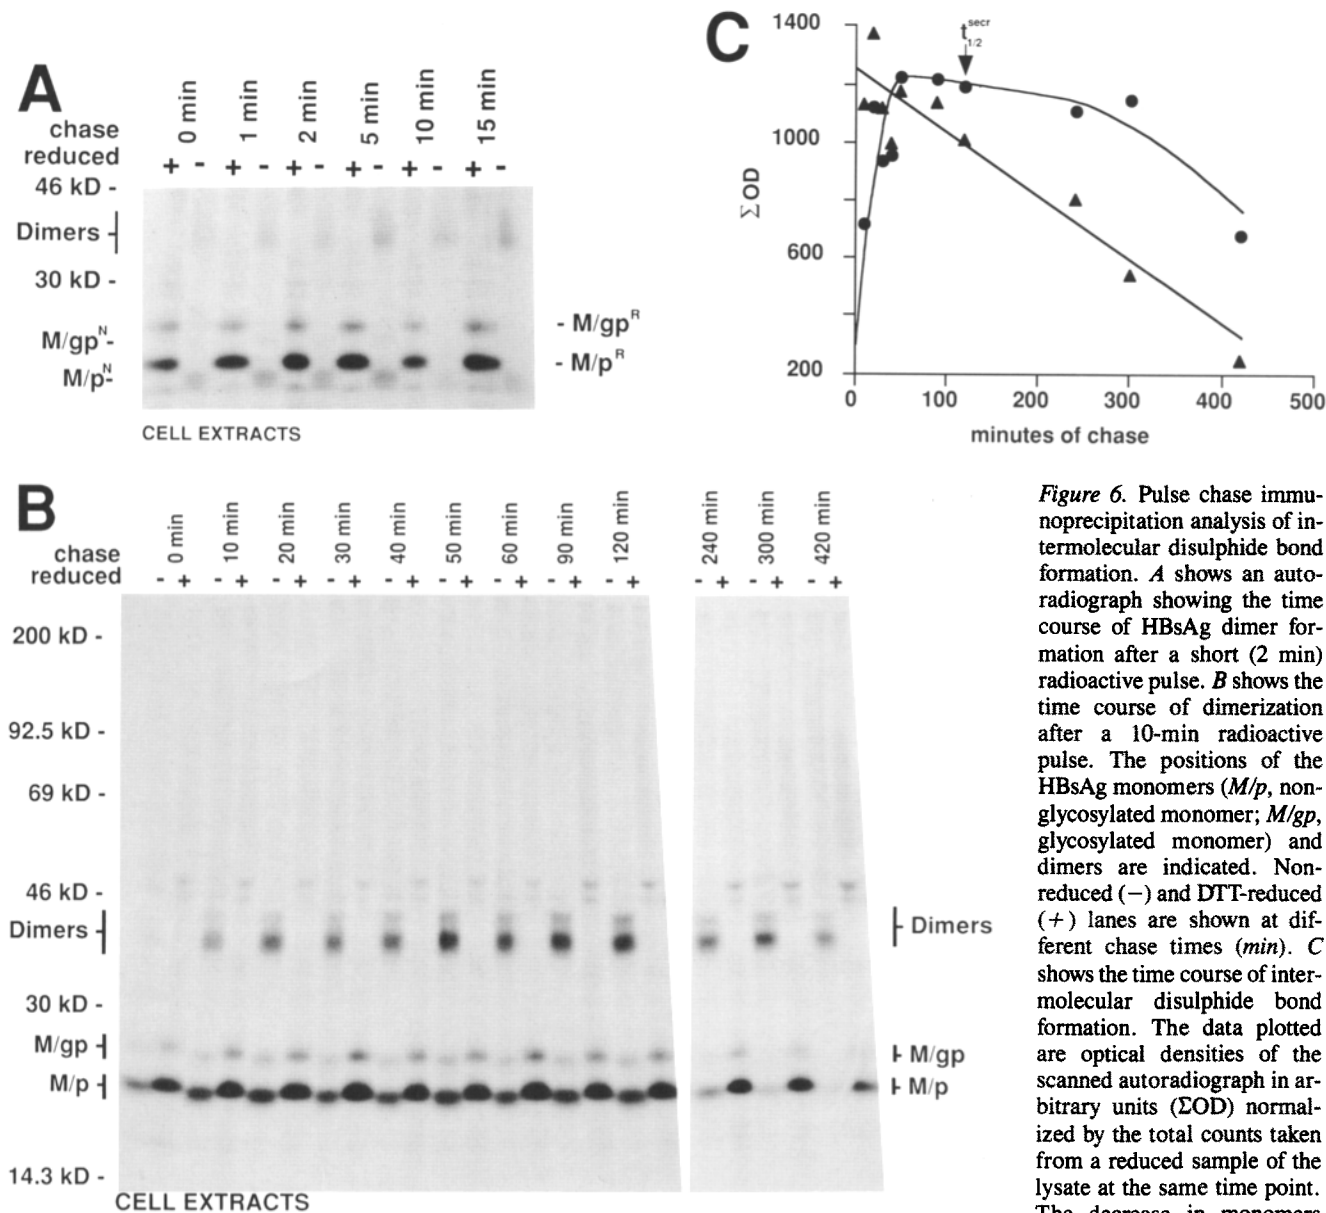 A
chase
reduced
0 min
1 min
2 min
5 min
10 min
15 min
+ - + - + - + - + - + -
46 kD -
Dimers
30 kD -
M/gpᴺ-
M/pᴺ-
- M/gpᴿ
- M/pᴿ
CELL EXTRACTS
C
1400
1000
600
200
ΣOD
t1/2 secr
0 100 200 300 400 500
minutes of chase
B
chase
reduced
0 min
10 min
20 min
30 min
40 min
50 min
60 min
90 min
120 min
240 min
300 min
420 min
- + - + - + - + - + - + - + - + - + - + - + - +
200 kD -
92.5 kD -
69 kD -
46 kD -
Dimers
30 kD -
M/gp
M/p
14.3 kD -
Dimers
M/gp
M/p
CELL EXTRACTS
Figure 6. Pulse chase immu-
noprecipitation analysis of in-
termolecular disulphide bond
formation. A shows an auto-
radiograph showing the time
course of HBsAg dimer for-
mation after a short (2 min)
radioactive pulse. B shows the
time course of dimerization
after a 10-min radioactive
pulse. The positions of the
HBsAg monomers (M/p, non-
glycosylated monomer; M/gp,
glycosylated monomer) and
dimers are indicated. Non-
reduced (−) and DTT-reduced
(+) lanes are shown at dif-
ferent chase times (min). C
shows the time course of inter-
molecular disulphide bond
formation. The data plotted
are optical densities of the
scanned autoradiograph in ar-
bitrary units (ΣOD) normal-
ized by the total counts taken
from a reduced sample of the
lysate at the same time point.
The decrease in monomers